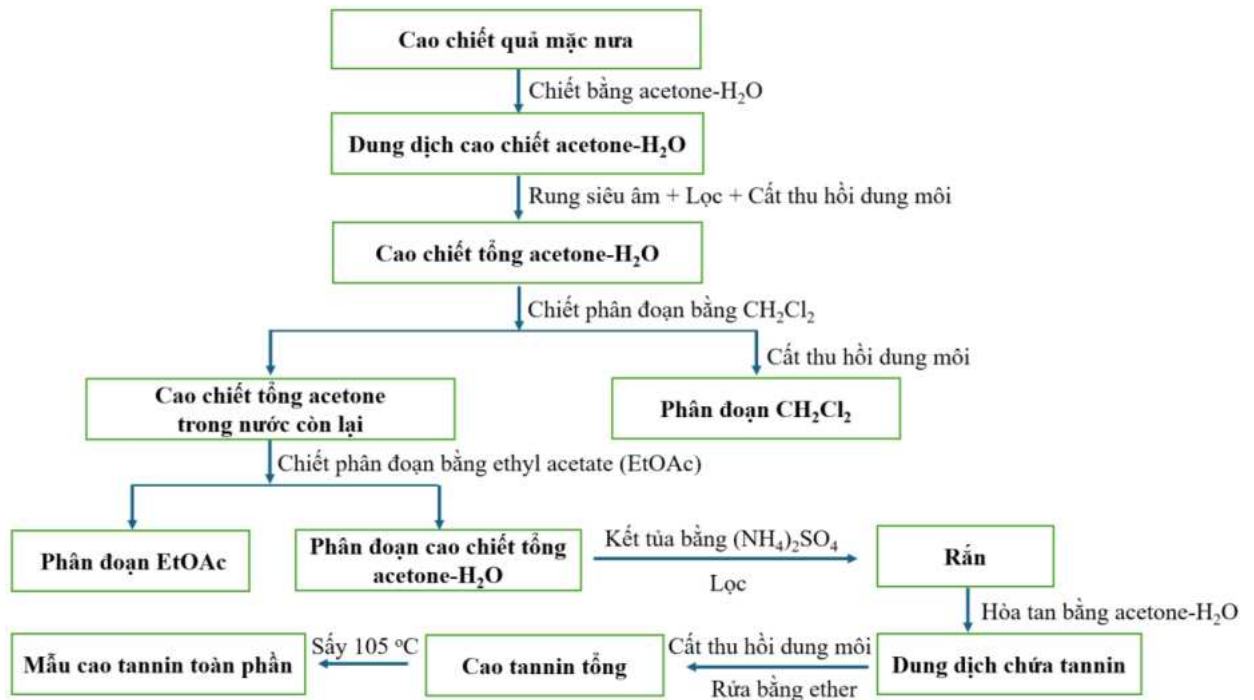 Cao chiết quả mặc nưa
Chiết bằng acetone-H₂O
Dung dịch cao chiết acetone-H₂O
Rung siêu âm + Lọc + Cất thu hồi dung môi
Cao chiết tổng acetone-H₂O
Chiết phân đoạn bằng CH₂Cl₂
Cất thu hồi dung môi
Cao chiết tổng acetone
trong nước còn lại
Phân đoạn CH₂Cl₂
Chiết phân đoạn bằng ethyl acetate (EtOAc)
Phân đoạn EtOAc
Phân đoạn cao chiết tổng
acetone-H₂O
Kết tủa bằng (NH₄)₂SO₄
Lọc
Rắn
Hòa tan bằng acetone-H₂O
Dung dịch chứa tannin
Cất thu hồi dung môi
Rửa bằng ether
Cao tannin tổng
Sấy 105 °C
Mẫu cao tannin toàn phần